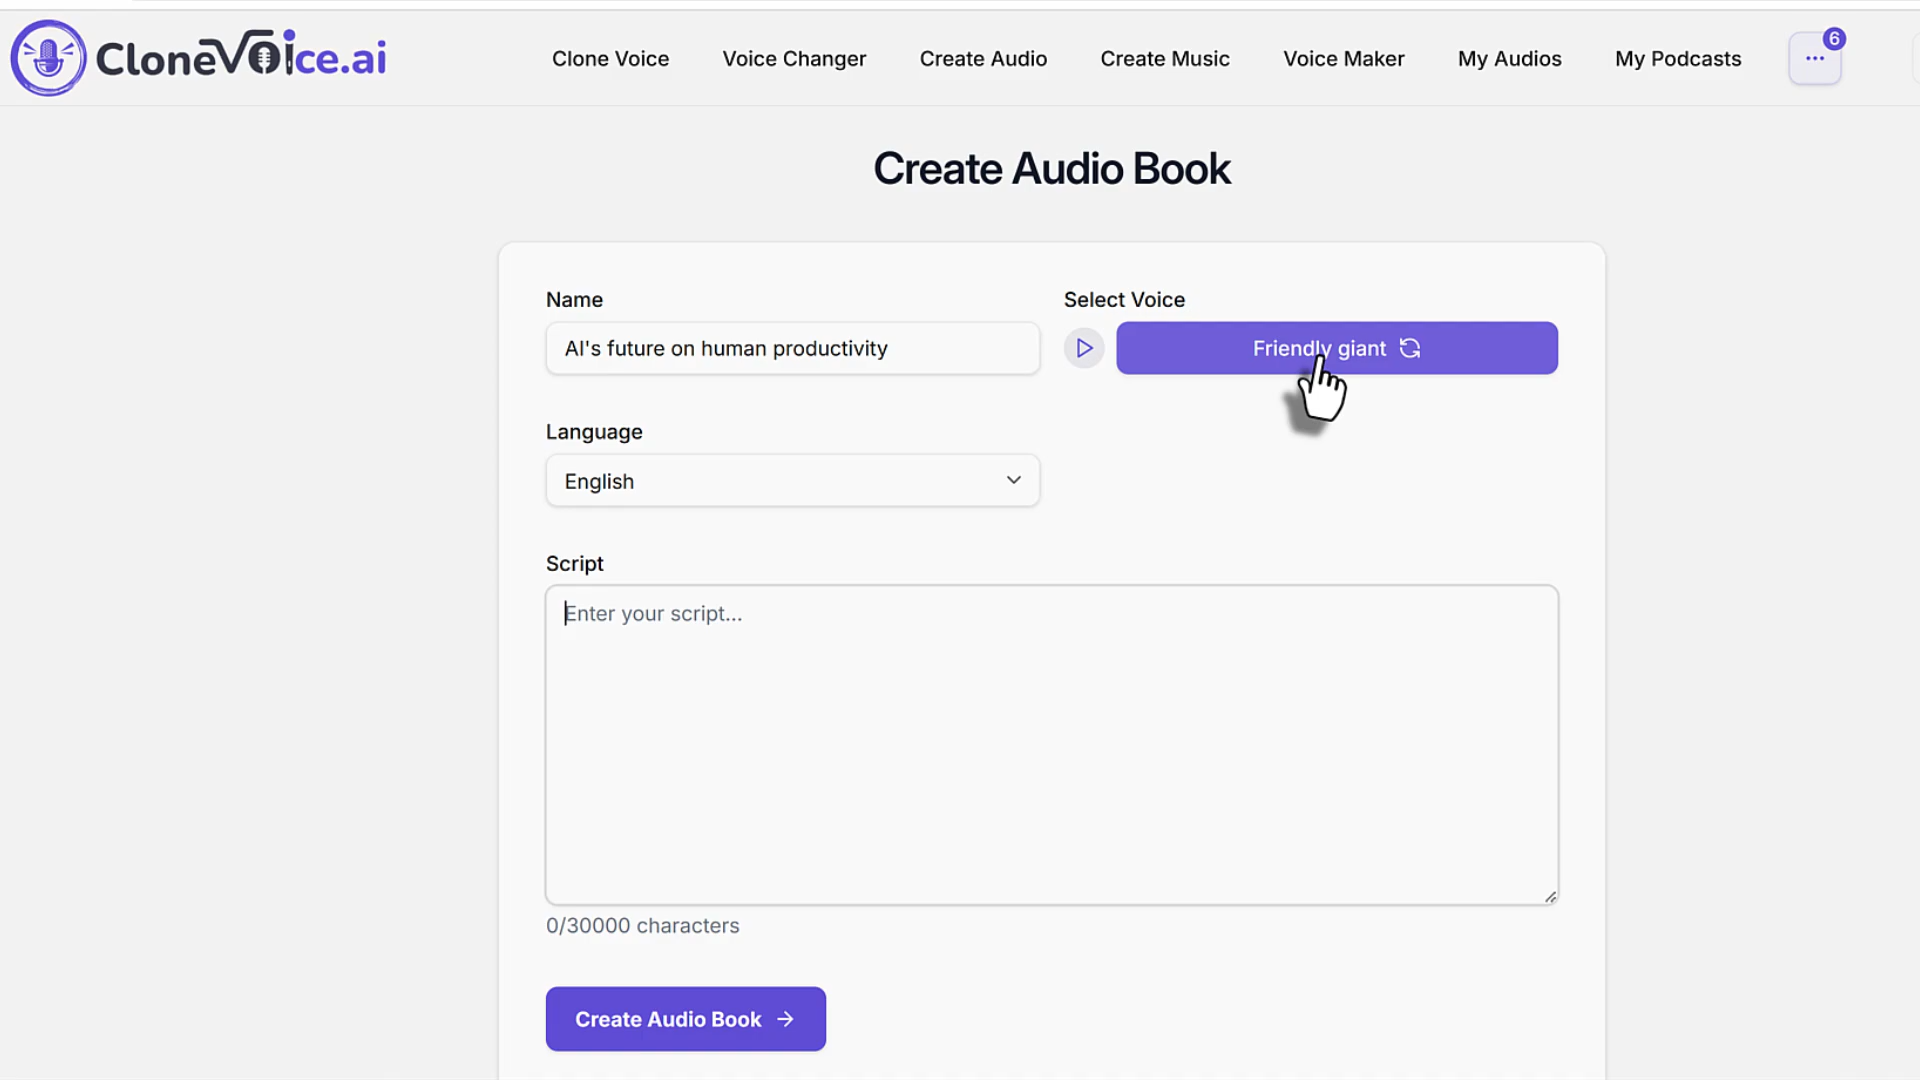 CloneVoice.ai
Clone Voice
Voice Changer
Create Audio
Create Music
Voice Maker
My Audios
My Podcasts
...
6
Create Audio Book
Name
Select Voice
AI's future on human productivity
Friendly giant
Language
English
Script
Enter your script...
0/30000 characters
Create Audio Book →